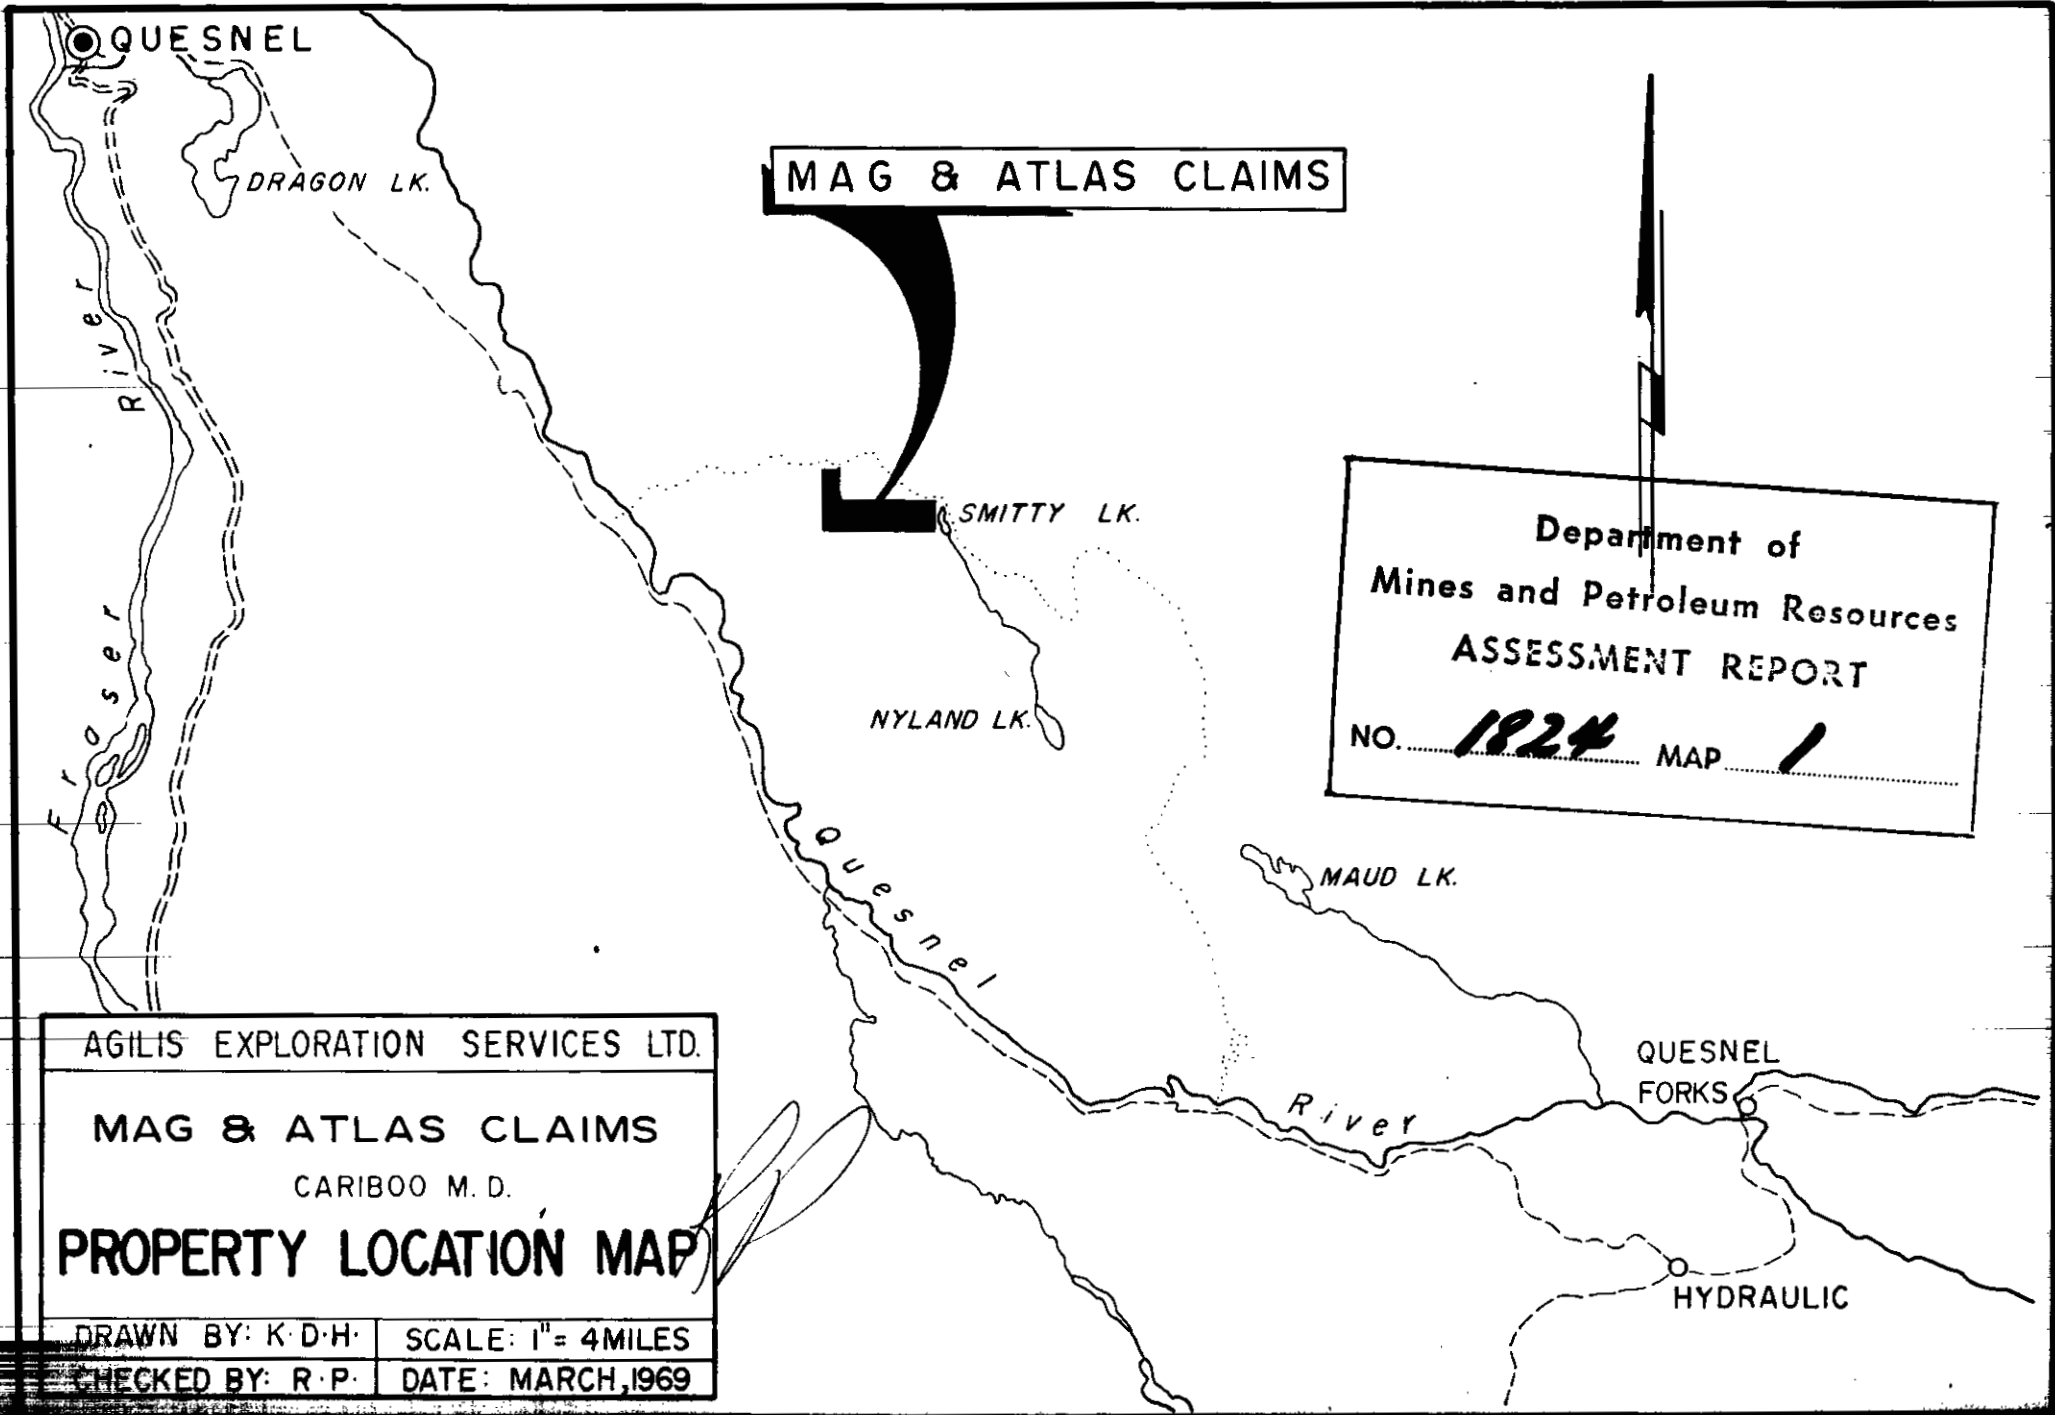 QUESNEL
DRAGON LK.
MAG & ATLAS CLAIMS
Fraser River
SMITTY LK.
NYLAND LK.
Department of
Mines and Petroleum Resources
ASSESSMENT REPORT
NO. 1824 MAP 1
MAUD LK.
Quesnel River
QUESNEL
FORKS
HYDRAULIC
AGILIS EXPLORATION SERVICES LTD.
MAG & ATLAS CLAIMS
CARIBOO M. D.
PROPERTY LOCATION MAP
DRAWN BY: K.D.H. SCALE: 1"= 4MILES
CHECKED BY: R.P. DATE: MARCH, 1969